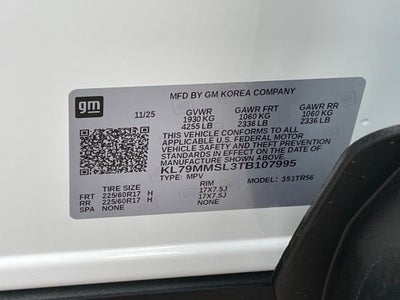 gm
MFD BY GM KOREA COMPANY
11/25 GVWR GAWR FRT GAWR RR
1930 KG 1060 KG 1060 KG
4255 LB 2336 LB 2336 LB
THIS VEHICLE CONFORMS TO ALL
APPLICABLE U.S. FEDERAL MOTOR
VEHICLE SAFETY AND THEFT
PREVENTION STANDARDS IN EFFECT
ON THE DATE OF MANUFACTURE
SHOWN ABOVE.
KL79MMSL3TB107995
TYPE: MPV MODEL: 351TR56
TIRE SIZE RIM
FRT 225/60R17 H 17X7.5J
RR 225/60R17 H 17X7.5J
SPA NONE NONE